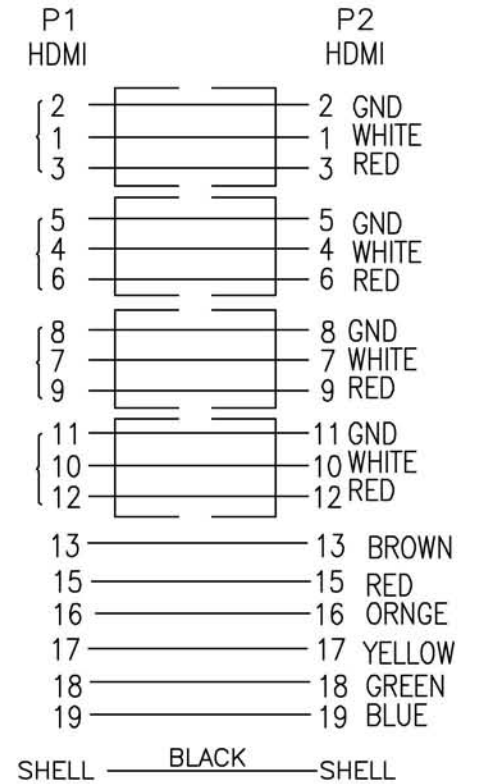 P1 P2
HDMI HDMI
2 2 GND
1 1 WHITE
3 3 RED
5 5 GND
4 4 WHITE
6 6 RED
8 8 GND
7 7 WHITE
9 9 RED
11 11 GND
10 10 WHITE
12 12 RED
13 13 BROWN
15 15 RED
16 16 ORNGE
17 17 YELLOW
18 18 GREEN
19 19 BLUE
SHELL BLACK SHELL